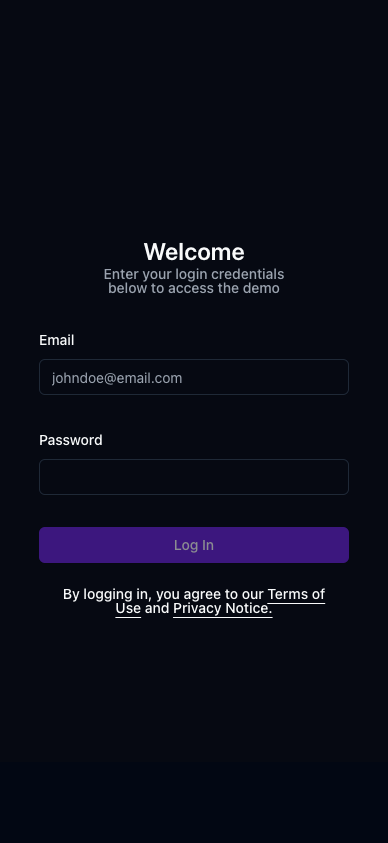 Welcome
Enter your login credentials
below to access the demo
Email
johndoe@email.com
Password
Log In
By logging in, you agree to our Terms of
Use and Privacy Notice.